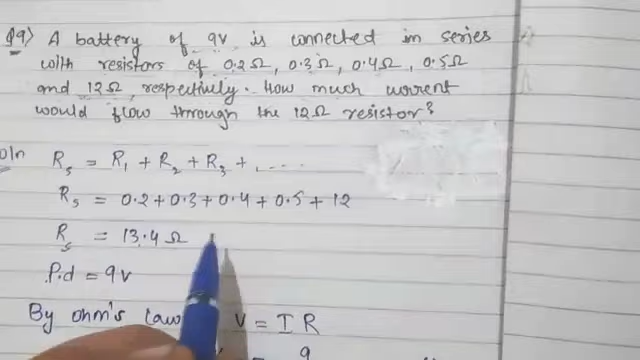 Q9) A battery of 9V is connected in series
with resistors of 0.2Ω, 0.3Ω, 0.4Ω, 0.5Ω
and 12Ω, respectively. How much current
would flow through the 12Ω resistor?
Soln Rs = R1 + R2 + R3 + ....
Rs = 0.2 + 0.3 + 0.4 + 0.5 + 12
Rs = 13.4 Ω
P.d = 9V
By ohm's law V = IR
= 9